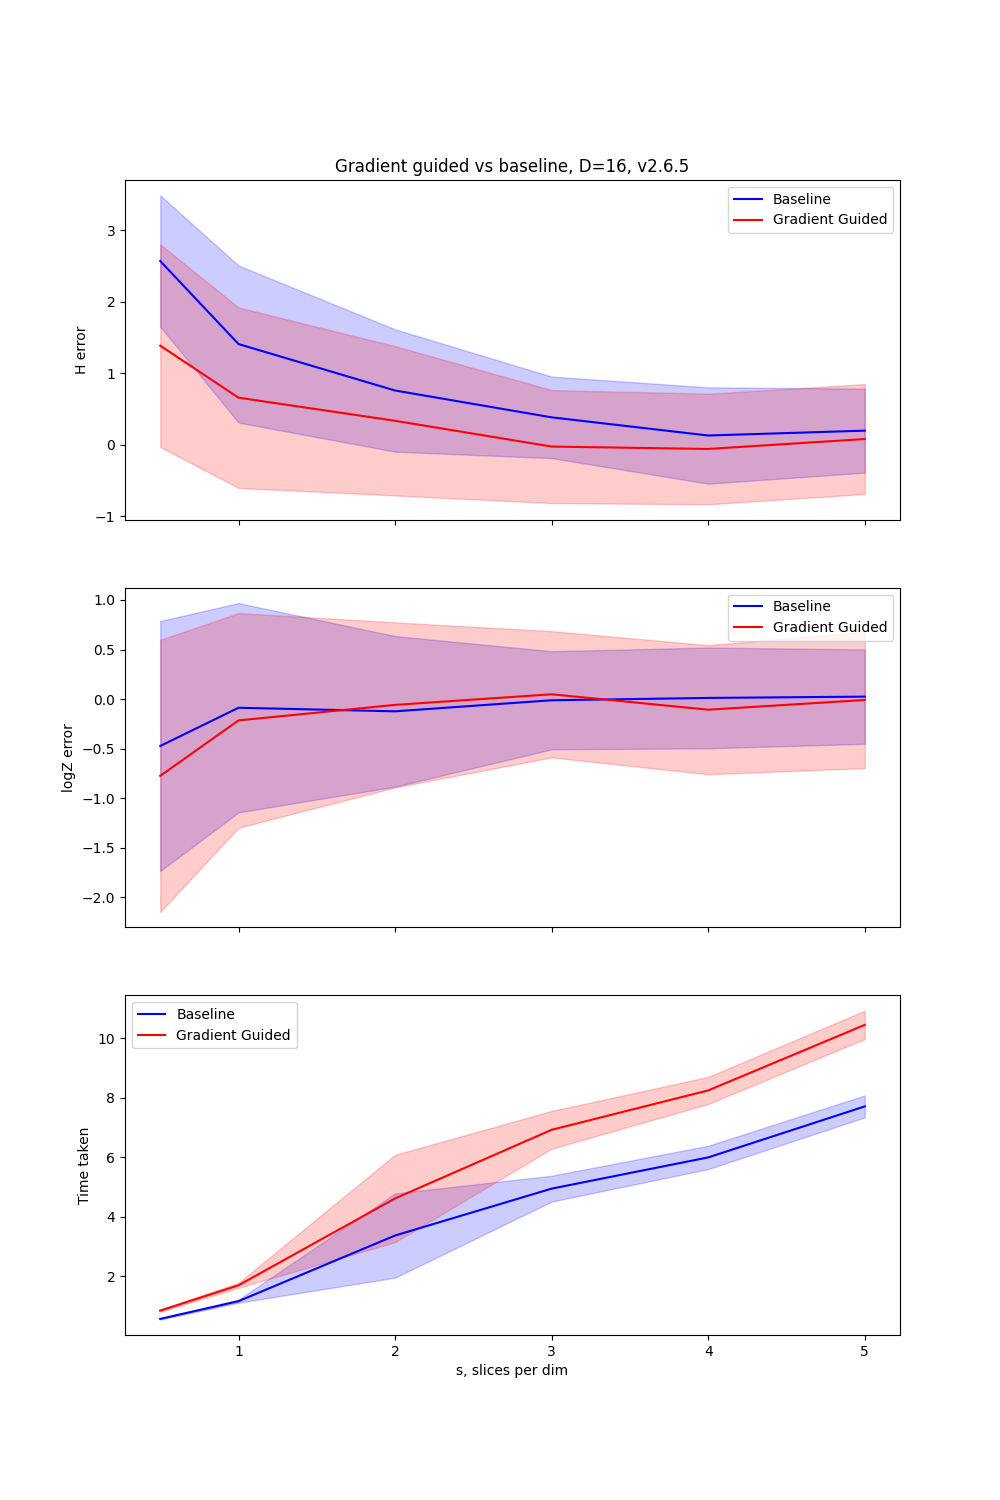 Gradient guided vs baseline, D=16, v2.6.5
Baseline
Gradient Guided
H error
3
2
1
0
−1
Baseline
Gradient Guided
logZ error
1.0
0.5
0.0
−0.5
−1.0
−1.5
−2.0
Baseline
Gradient Guided
Time taken
10
8
6
4
2
1 2 3 4 5
s, slices per dim